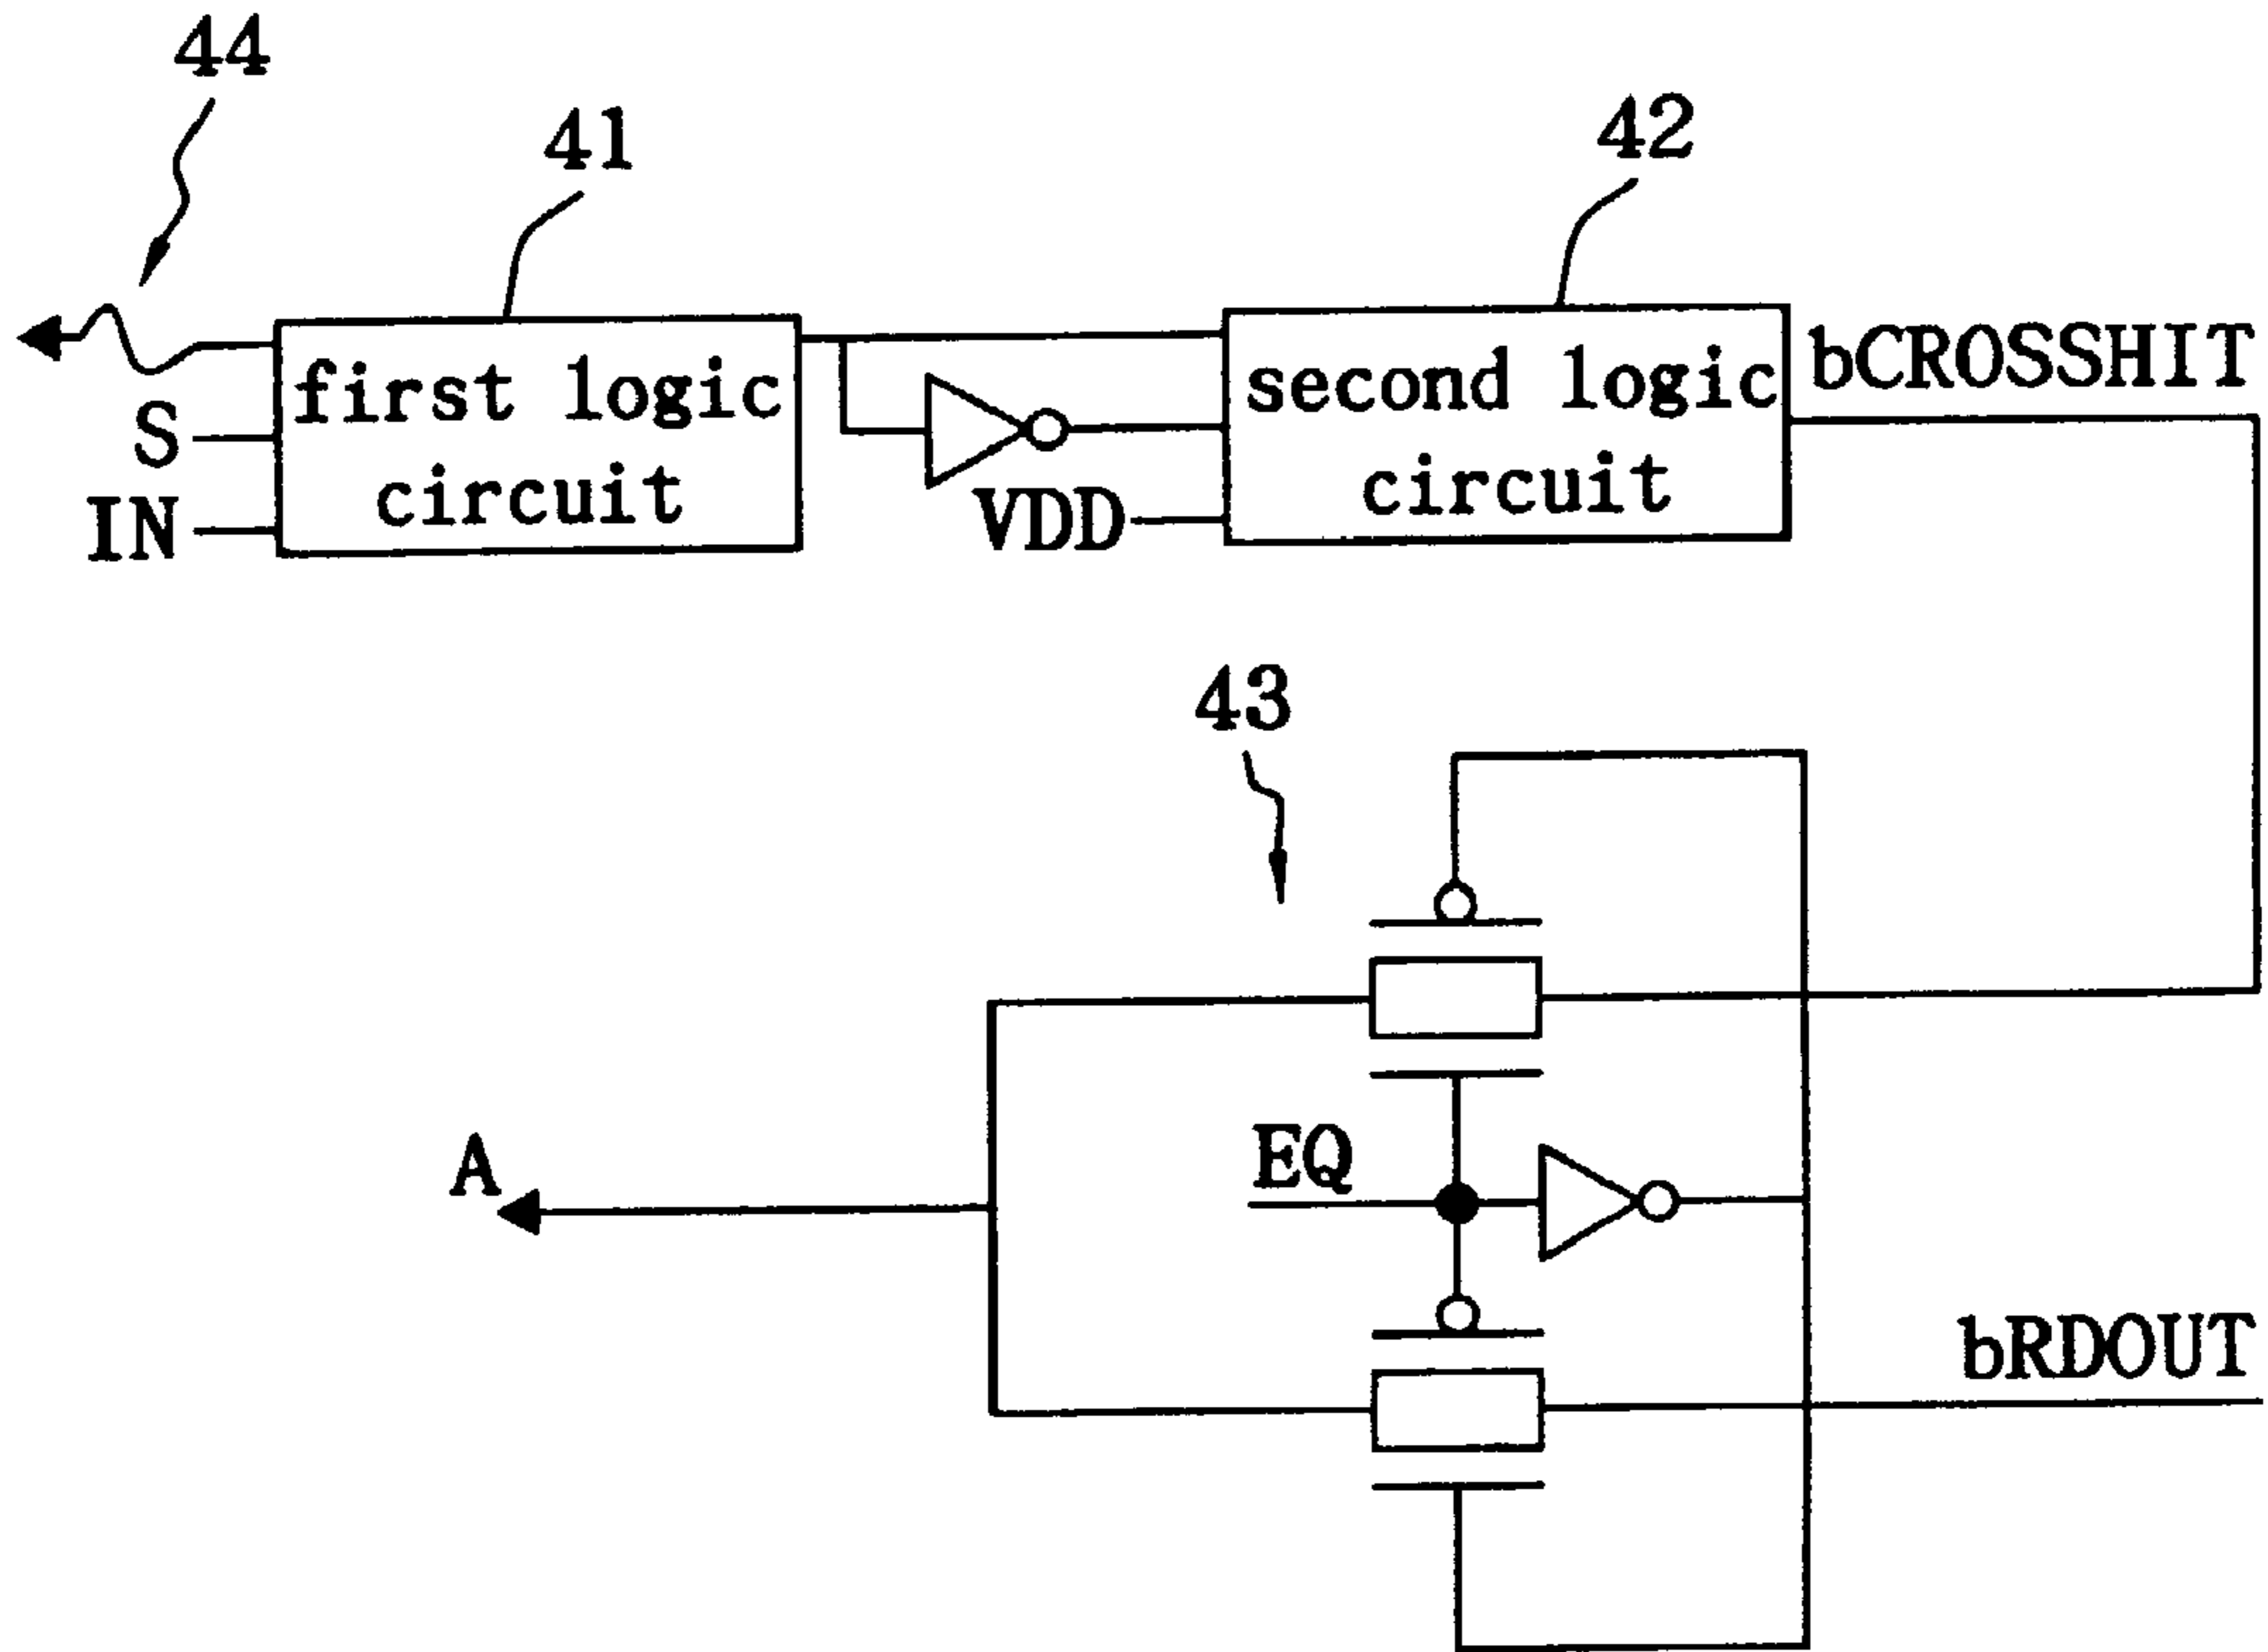 44
41
42
first logic
circuit
S
IN
VDD
second logic
circuit
bCROSSHIT
43
A
EQ
bRDOUT